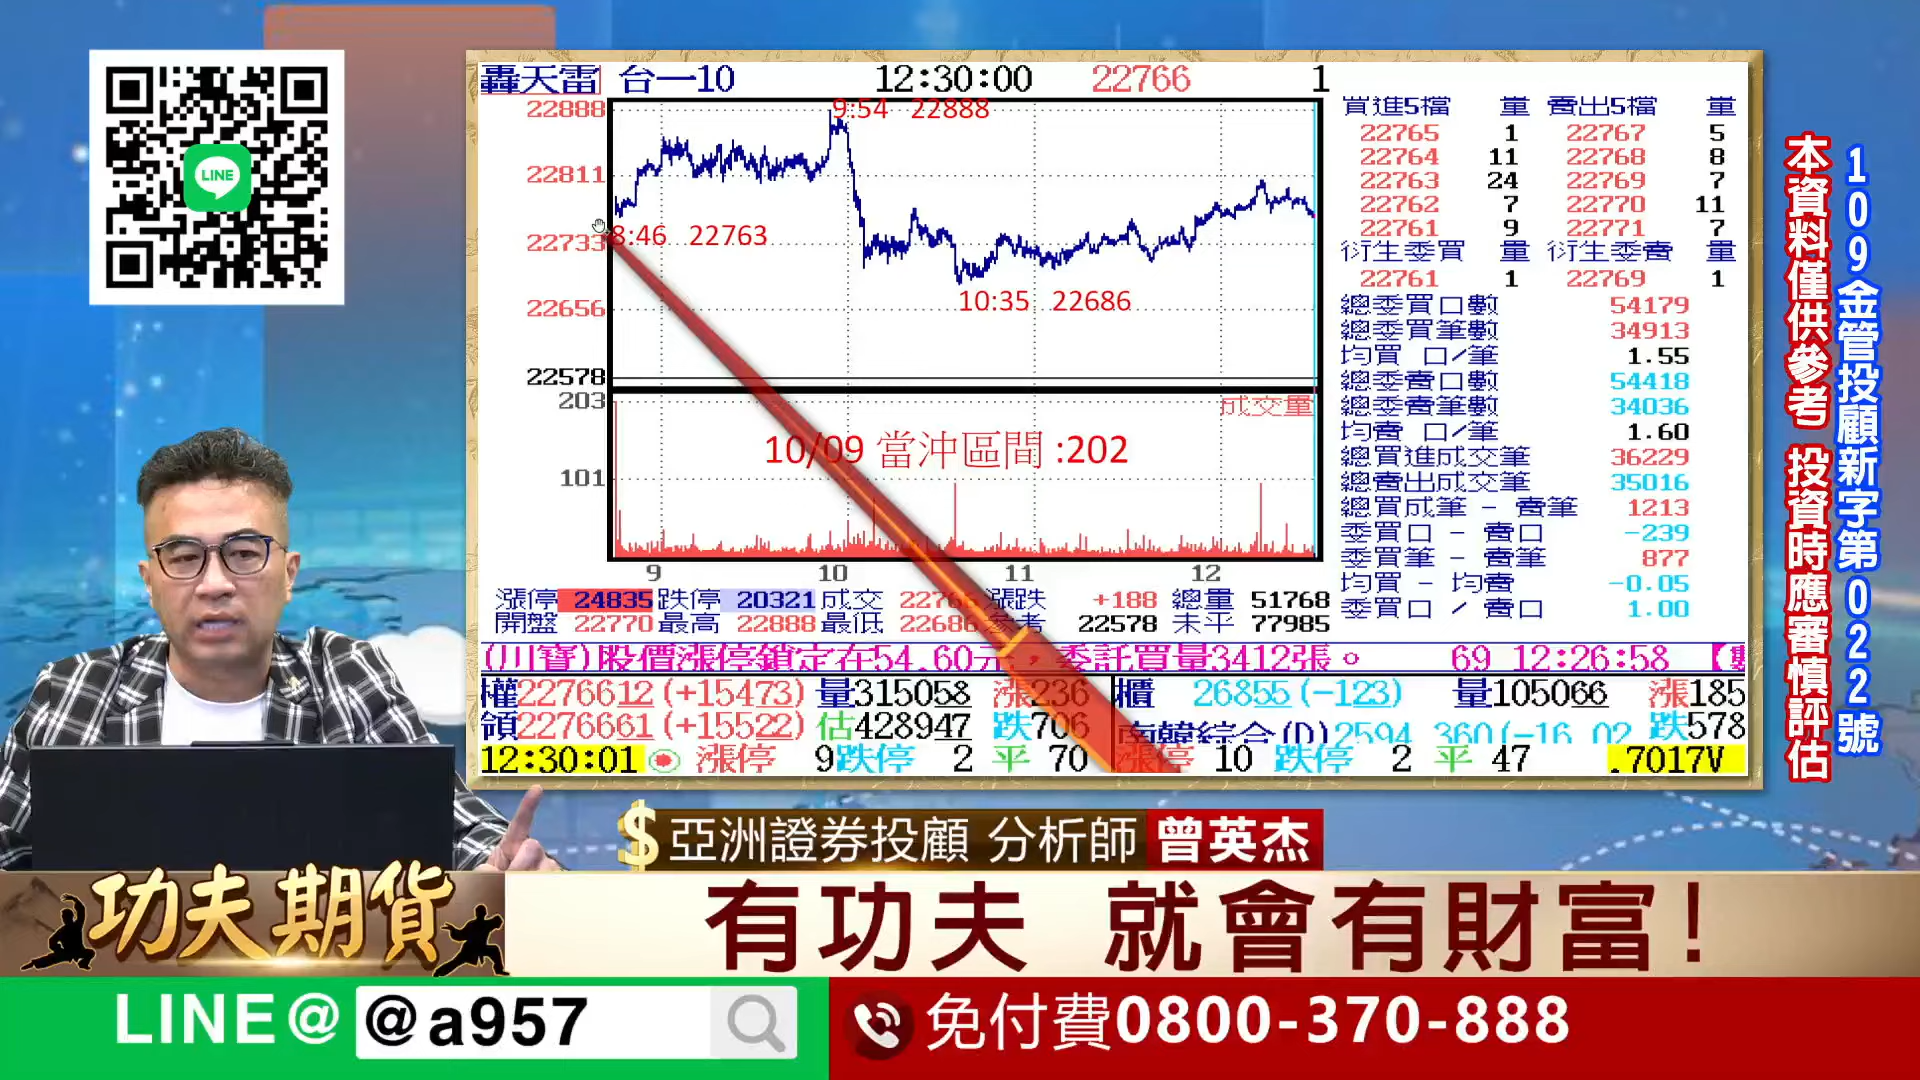 LINE
轟天雷 台一10 12:30:00 22766 1
22888
22811
22733
22656
22578
203
101
9:54 22888
8:46 22763
10:35 22686
成交量
10/09 當沖區間 :202
9 10 11 12
買進5檔 量 賣出5檔 量
22765 1 22767 5
22764 11 22768 8
22763 24 22769 7
22762 7 22770 11
22761 9 22771 7
衍生委買 量 衍生委賣 量
22761 1 22769 1
總委買口數 54179
總委買筆數 34913
均買 口/筆 1.55
總委賣口數 54418
總委賣筆數 34036
均賣 口/筆 1.60
總買進成交筆 36229
總賣出成交筆 35016
總買成筆 - 賣筆 1213
委買口 - 賣口 -239
委買筆 - 賣筆 877
均買 - 均賣 -0.05
委買口 / 賣口 1.00
漲停 24835 跌停 20321 成交 22766 漲跌 +188 總量 51768
開盤 22770 最高 22888 最低 22686 參考 22578 未平 77985
(川寶)股價漲停鎖定在54.60元，委託買量3412張。 69 12:26:58
權2276612 (+15473) 量315058 漲236 櫃 26855 (-123) 量105066 漲185
領2276661 (+15522) 估428947 跌706 南韓綜合(D)2594.360(-16.02 跌578
12:30:01 漲停 9跌停 2 平 70 漲停 10 跌停 2 平 47 .7017V
109金管投顧新字第022號
本資料僅供參考 投資時應審慎評估
$亞洲證券投顧 分析師 曾英杰
功夫期貨
有功夫 就會有財富!
LINE@ @a957
免付費0800-370-888